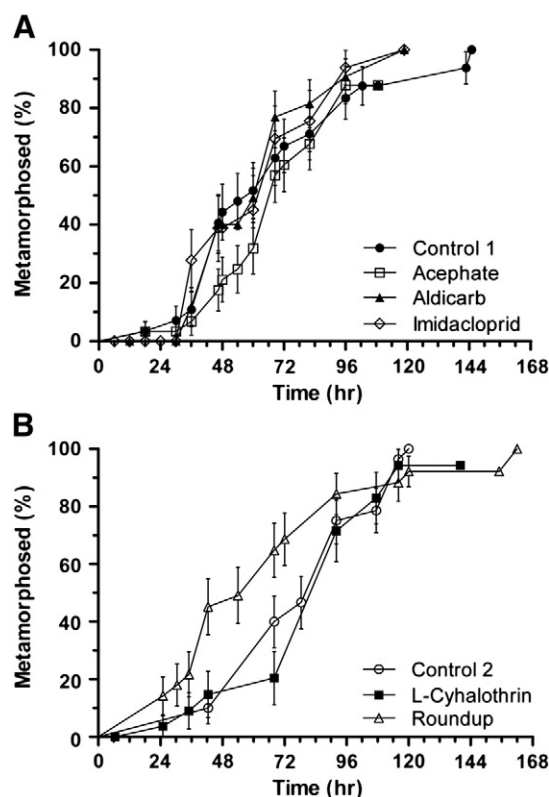 A
100
80
60
40
20
0
Metamorphosed (%)
Control 1
Acephate
Aldicarb
Imidacloprid
0 24 48 72 96 120 144 168
Time (hr)
B
100
80
60
40
20
0
Metamorphosed (%)
Control 2
L-Cyhalothrin
Roundup
0 24 48 72 96 120 144 168
Time (hr)